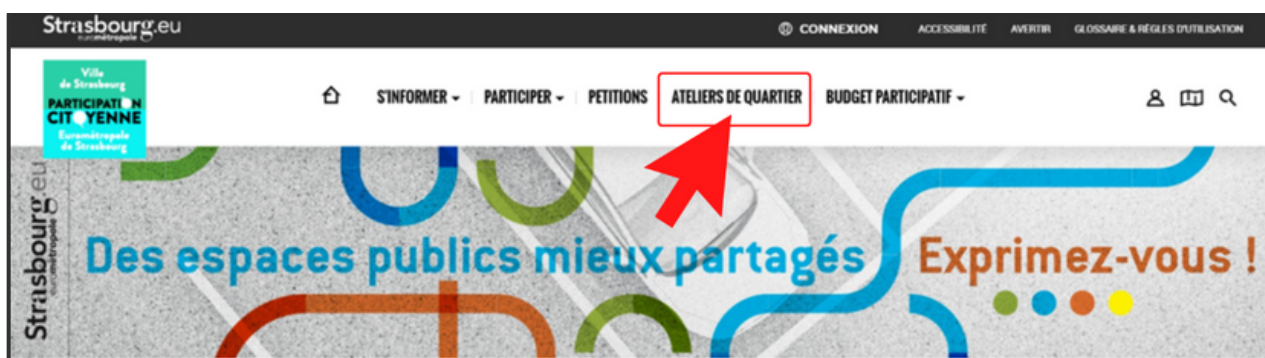 Strasbourg.eu
eurométropole
CONNEXION ACCESSIBILITÉ AVERTIR GLOSSAIRE & RÈGLES D'UTILISATION
Ville
de Strasbourg
PARTICIPATION
CITOYENNE
Eurométropole
de Strasbourg
S'INFORMER PARTICIPER PETITIONS ATELIERS DE QUARTIER BUDGET PARTICIPATIF
Strasbourg.eu
eurométropole
Des espaces publics mieux partagés Exprimez-vous !